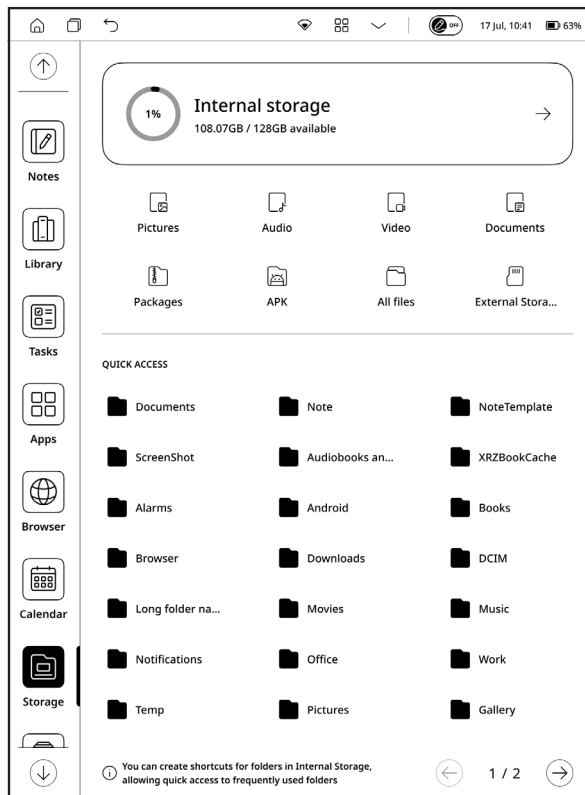 OFF
17 Jul, 10:41
63%
Notes
Library
Tasks
Apps
Browser
Calendar
Storage
1%
Internal storage
108.07GB / 128GB available
Pictures
Audio
Video
Documents
Packages
APK
All files
External Stora...
QUICK ACCESS
Documents
Note
NoteTemplate
ScreenShot
Audiobooks an...
XRZBookCache
Alarms
Android
Books
Browser
Downloads
DCIM
Long folder na...
Movies
Music
Notifications
Office
Work
Temp
Pictures
Gallery
You can create shortcuts for folders in Internal Storage,
allowing quick access to frequently used folders
1 / 2